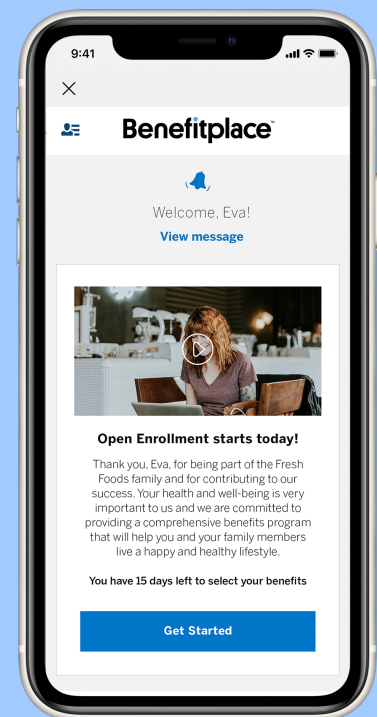 9:41
Benefitplace™
Welcome, Eva!
View message
Open Enrollment starts today!
Thank you, Eva, for being part of the Fresh
Foods family and for contributing to our
success. Your health and well-being is very
important to us and we are committed to
providing a comprehensive benefits program
that will help you and your family members
live a happy and healthy lifestyle.
You have 15 days left to select your benefits
Get Started